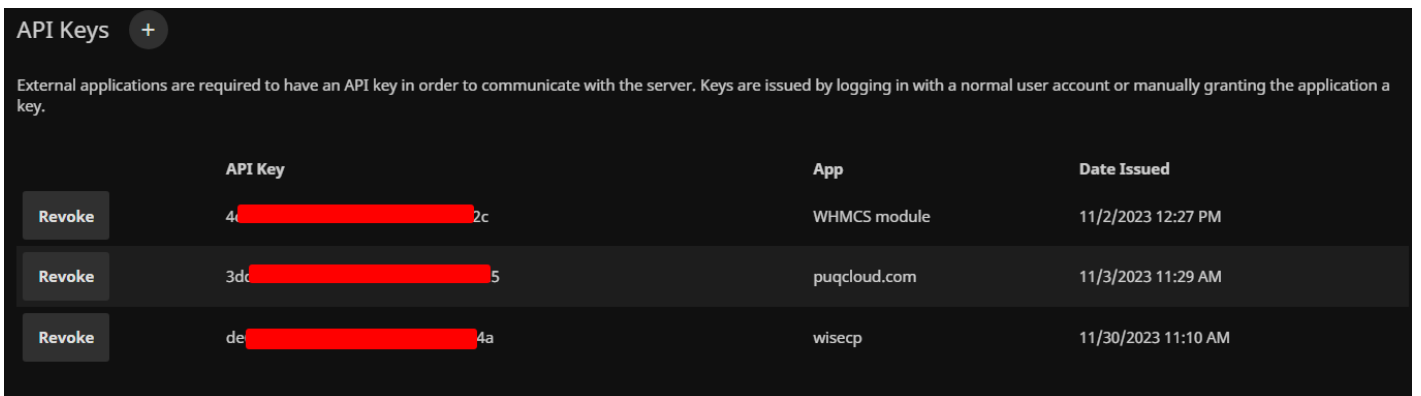 API Keys +
External applications are required to have an API key in order to communicate with the server. Keys are issued by logging in with a normal user account or manually granting the application a
key.
API Key App Date Issued
Revoke 4 2c WHMCS module 11/2/2023 12:27 PM
Revoke 3dc 5 puqcloud.com 11/3/2023 11:29 AM
Revoke de 4a wisecp 11/30/2023 11:10 AM